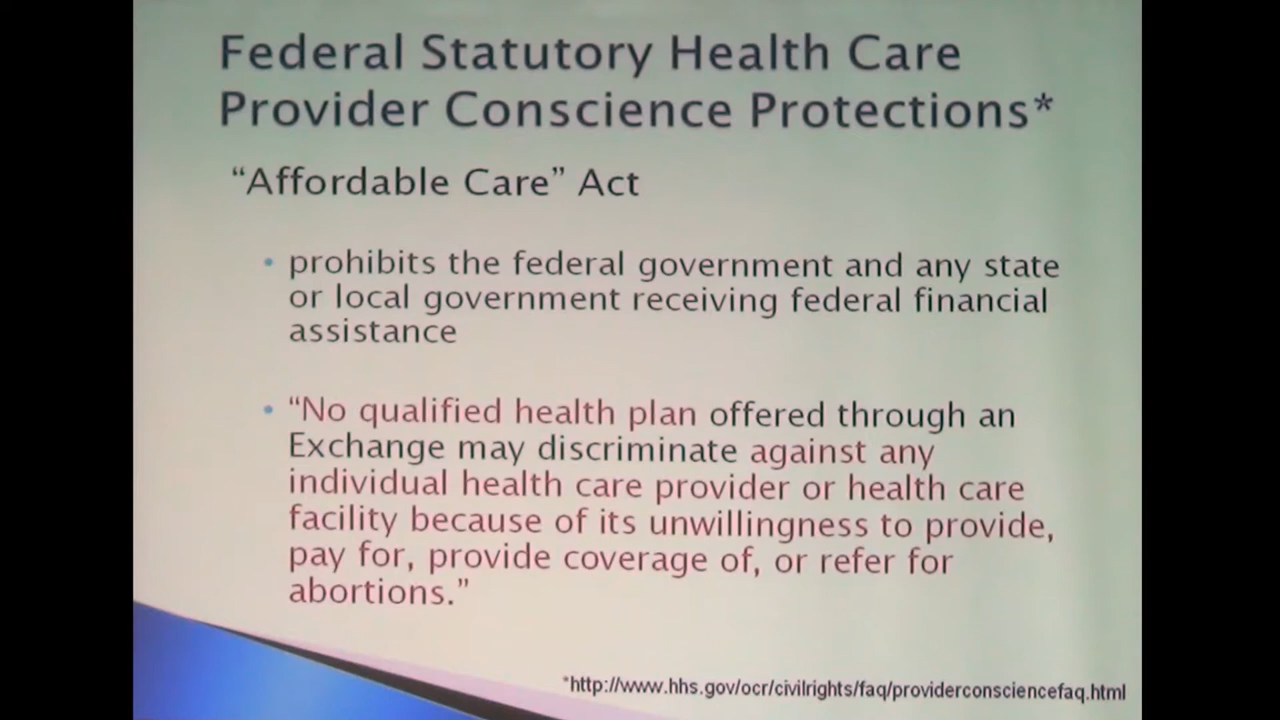 Federal Statutory Health Care
Provider Conscience Protections*
“Affordable Care” Act
• prohibits the federal government and any state
or local government receiving federal financial
assistance
• “No qualified health plan offered through an
Exchange may discriminate against any
individual health care provider or health care
facility because of its unwillingness to provide,
pay for, provide coverage of, or refer for
abortions.”
*http://www.hhs.gov/ocr/civilrights/faq/providerconsciencefaq.html